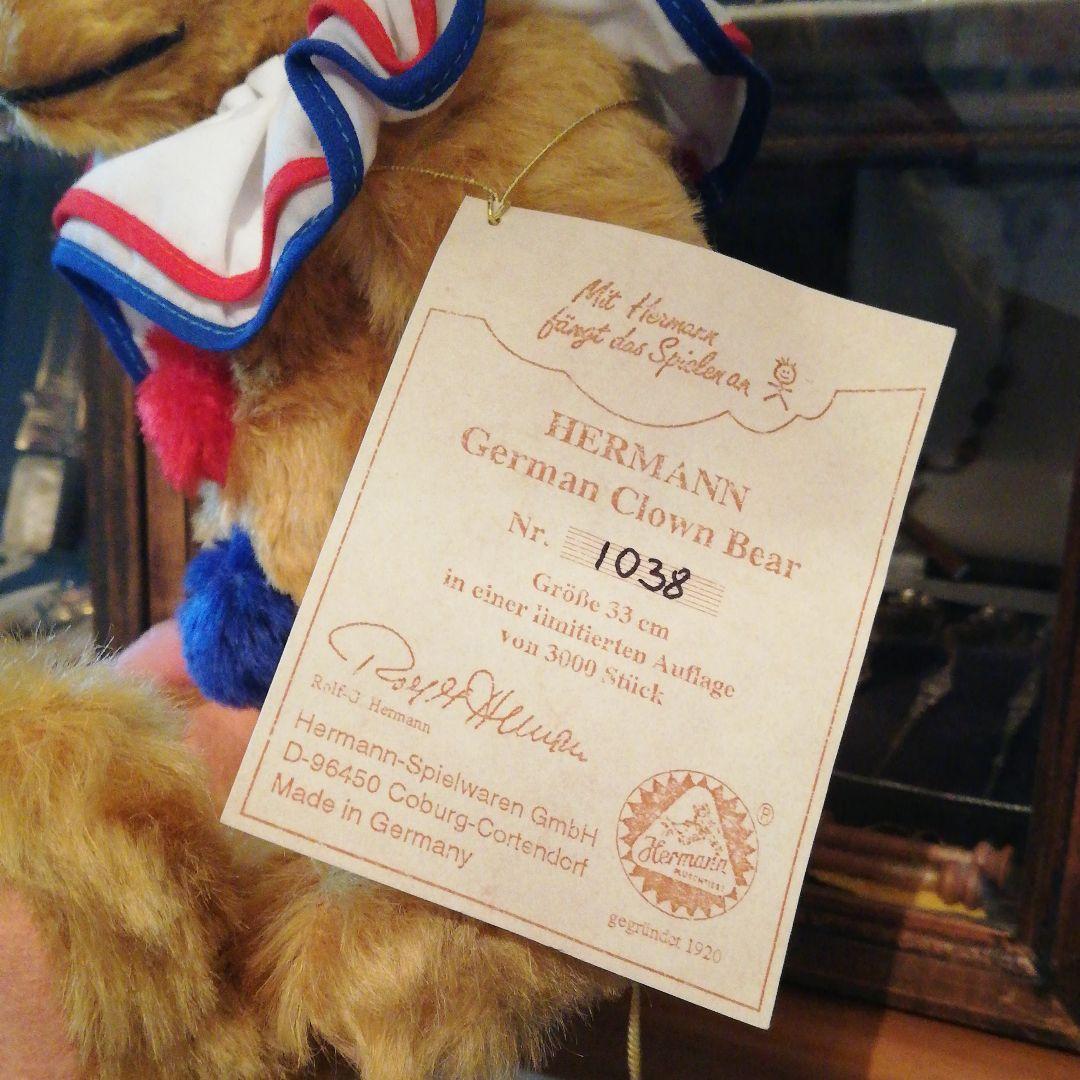 Mit Hermann
fängt das Spielen an
HERMANN
German Clown Bear
Nr. 1038
Größe 33 cm
in einer limitierten Auflage
von 3000 Stück
Rolf-G. Hermann
Hermann-Spielwaren GmbH
D-96450 Coburg-Cortendorf
Made in Germany
Hermann
PLÜSCHTIERE
®
gegründet 1920